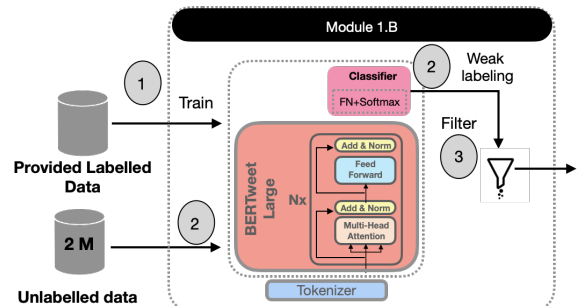 Module 1.B
1
Train
Provided Labelled
Data
2
2 M
Unlabelled data
Classifier
FN+Softmax
2
Weak
labeling
Filter
3
BERTweet
Large
Nx
Add & Norm
Feed
Forward
Add & Norm
Multi-Head
Attention
Tokenizer